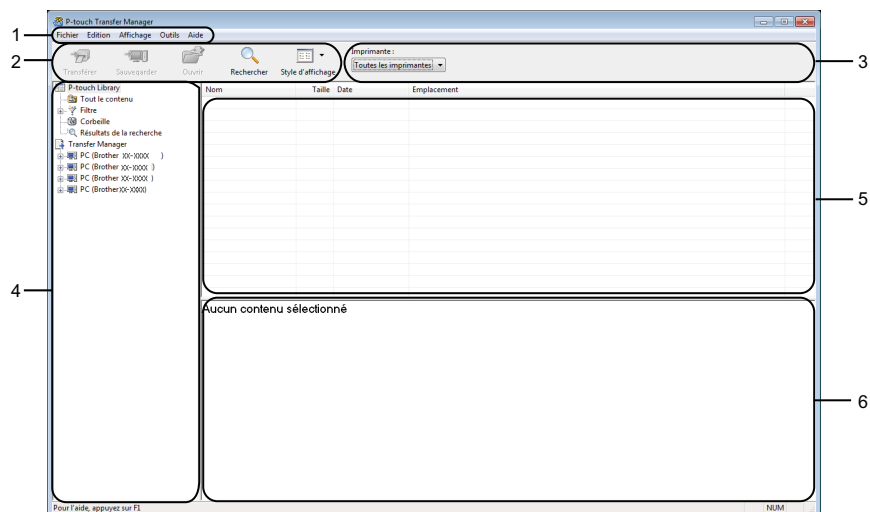 P-touch Transfer Manager
1
Fichier Edition Affichage Outils Aide
2
Transférer Sauvegarder Ouvrir Rechercher Style d'affichage
Imprimante :
Toutes les imprimantes
3
P-touch Library
Tout le contenu
Filtre
Corbeille
Résultats de la recherche
Transfer Manager
PC (Brother XX-XXXX )
PC (Brother XX-XXXX )
PC (Brother XX-XXXX )
PC (Brother XX-XXXX)
4
Nom Taille Date Emplacement
5
Aucun contenu sélectionné
6
Pour l'aide, appuyez sur F1
NUM